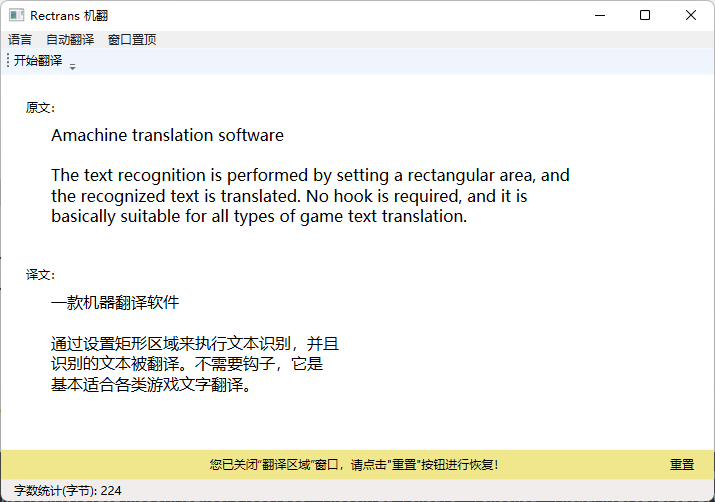 Rectrans 机翻
语言 自动翻译 窗口置顶
开始翻译
原文：
Amachine translation software
The text recognition is performed by setting a rectangular area, and
the recognized text is translated. No hook is required, and it is
basically suitable for all types of game text translation.
译文：
一款机器翻译软件
通过设置矩形区域来执行文本识别，并且
识别的文本被翻译。不需要钩子，它是
基本适合各类游戏文字翻译。
您已关闭"翻译区域"窗口，请点击"重置"按钮进行恢复！ 重置
字数统计(字节): 224